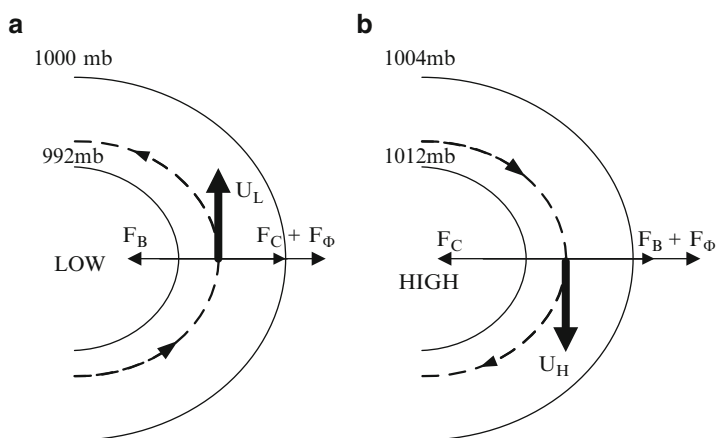 a
1000 mb
992mb
U_L
F_B
F_C + F_Φ
LOW
b
1004mb
1012mb
F_C
F_B + F_Φ
HIGH
U_H